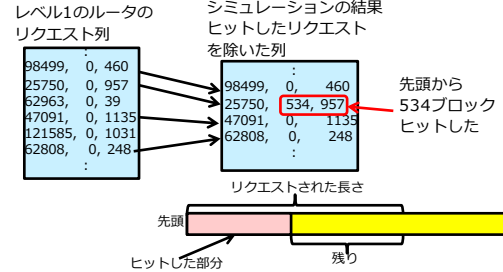 レベル1のルータの
リクエスト列
シミュレーションの結果
ヒットしたリクエスト
を除いた列
:
98499, 0, 460
25750, 0, 957
62963, 0, 39
47091, 0, 1135
121585, 0, 1031
62808, 0, 248
:
:
98499, 0, 460
25750, 534, 957
47091, 0, 1135
62808, 0, 248
:
先頭から
534ブロック
ヒットした
リクエストされた長さ
先頭
ヒットした部分
残り